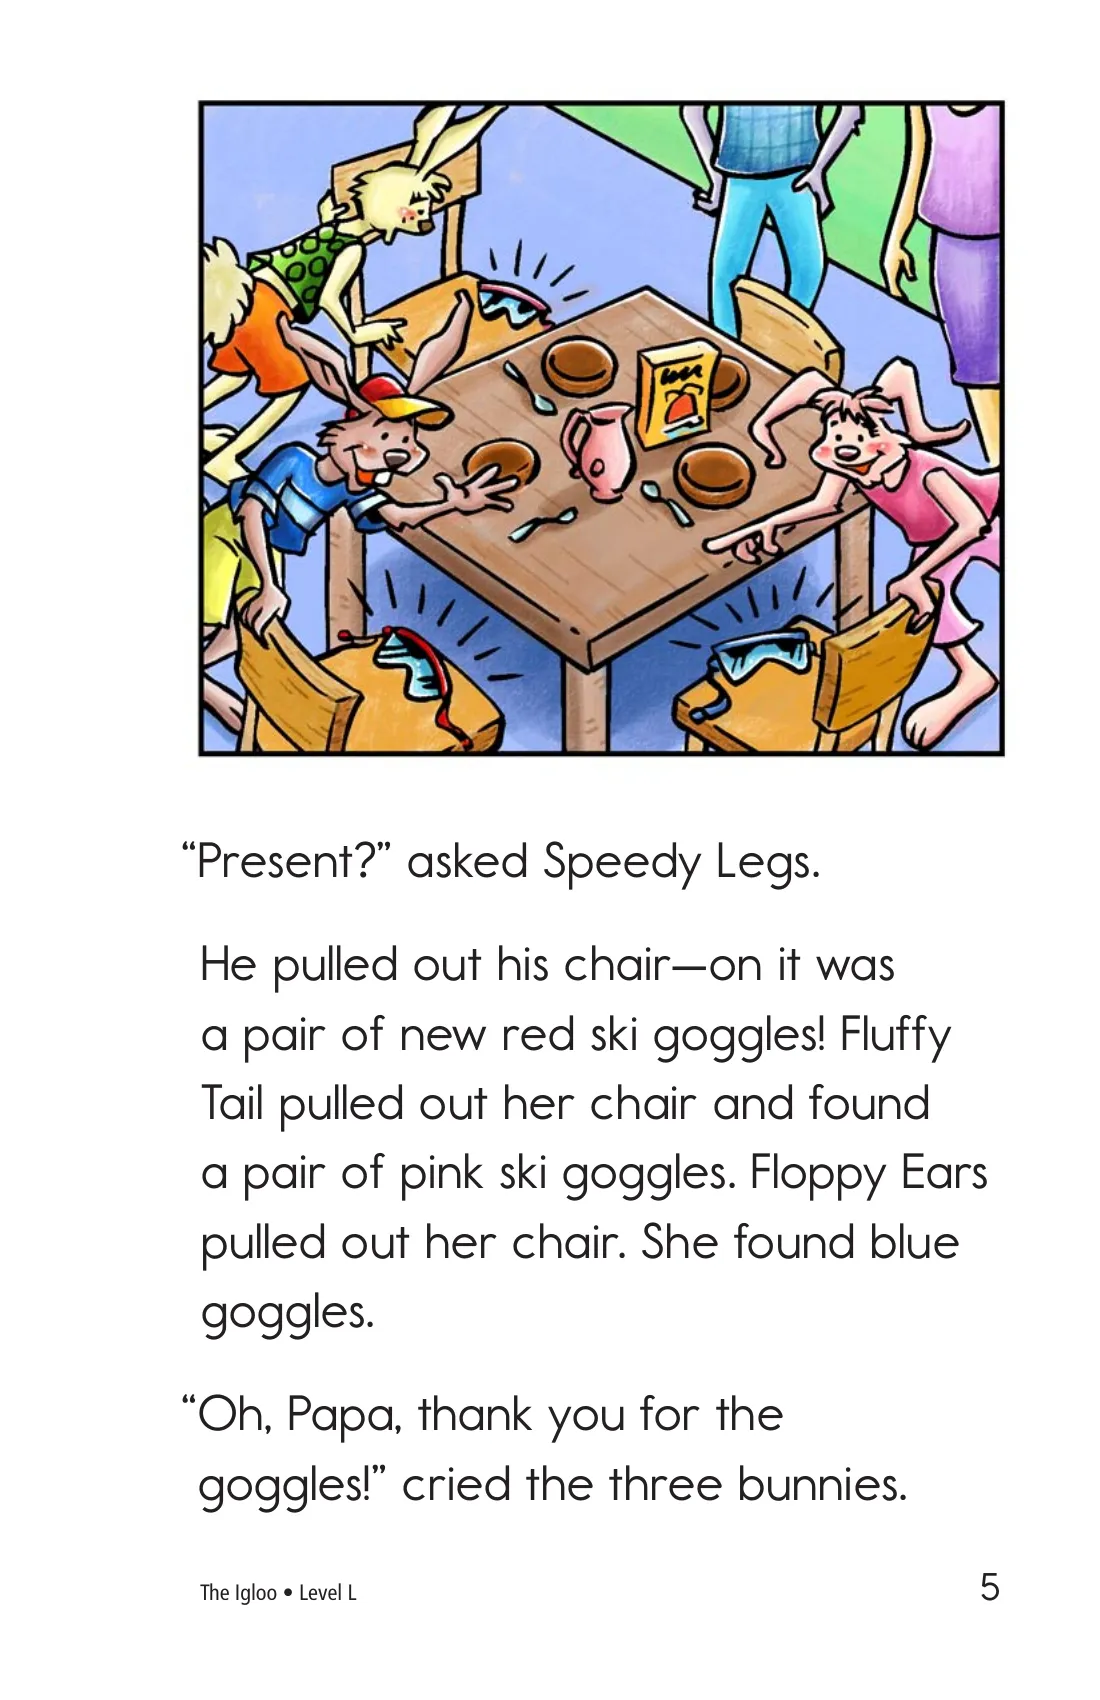 “Present?” asked Speedy Legs.
He pulled out his chair—on it was
a pair of new red ski goggles! Fluffy
Tail pulled out her chair and found
a pair of pink ski goggles. Floppy Ears
pulled out her chair. She found blue
goggles.
“Oh, Papa, thank you for the
goggles!” cried the three bunnies.
The Igloo • Level L
5